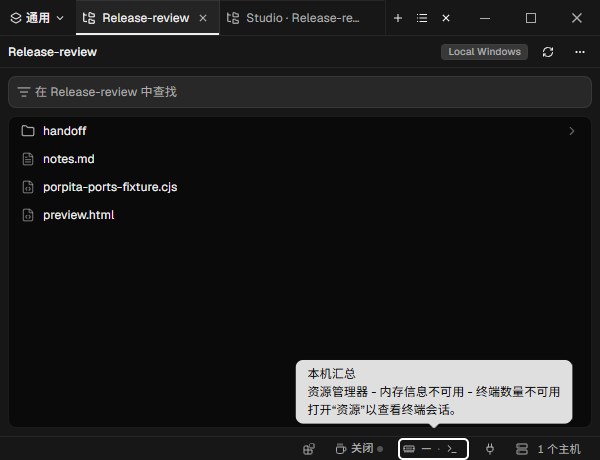 通用
Release-review
Studio · Release-re...
Release-review
Local Windows
在 Release-review 中查找
handoff
notes.md
porpita-ports-fixture.cjs
preview.html
本机汇总
资源管理器 - 内存信息不可用 - 终端数量不可用
打开“资源”以查看终端会话。
关闭
— ·
1 个主机